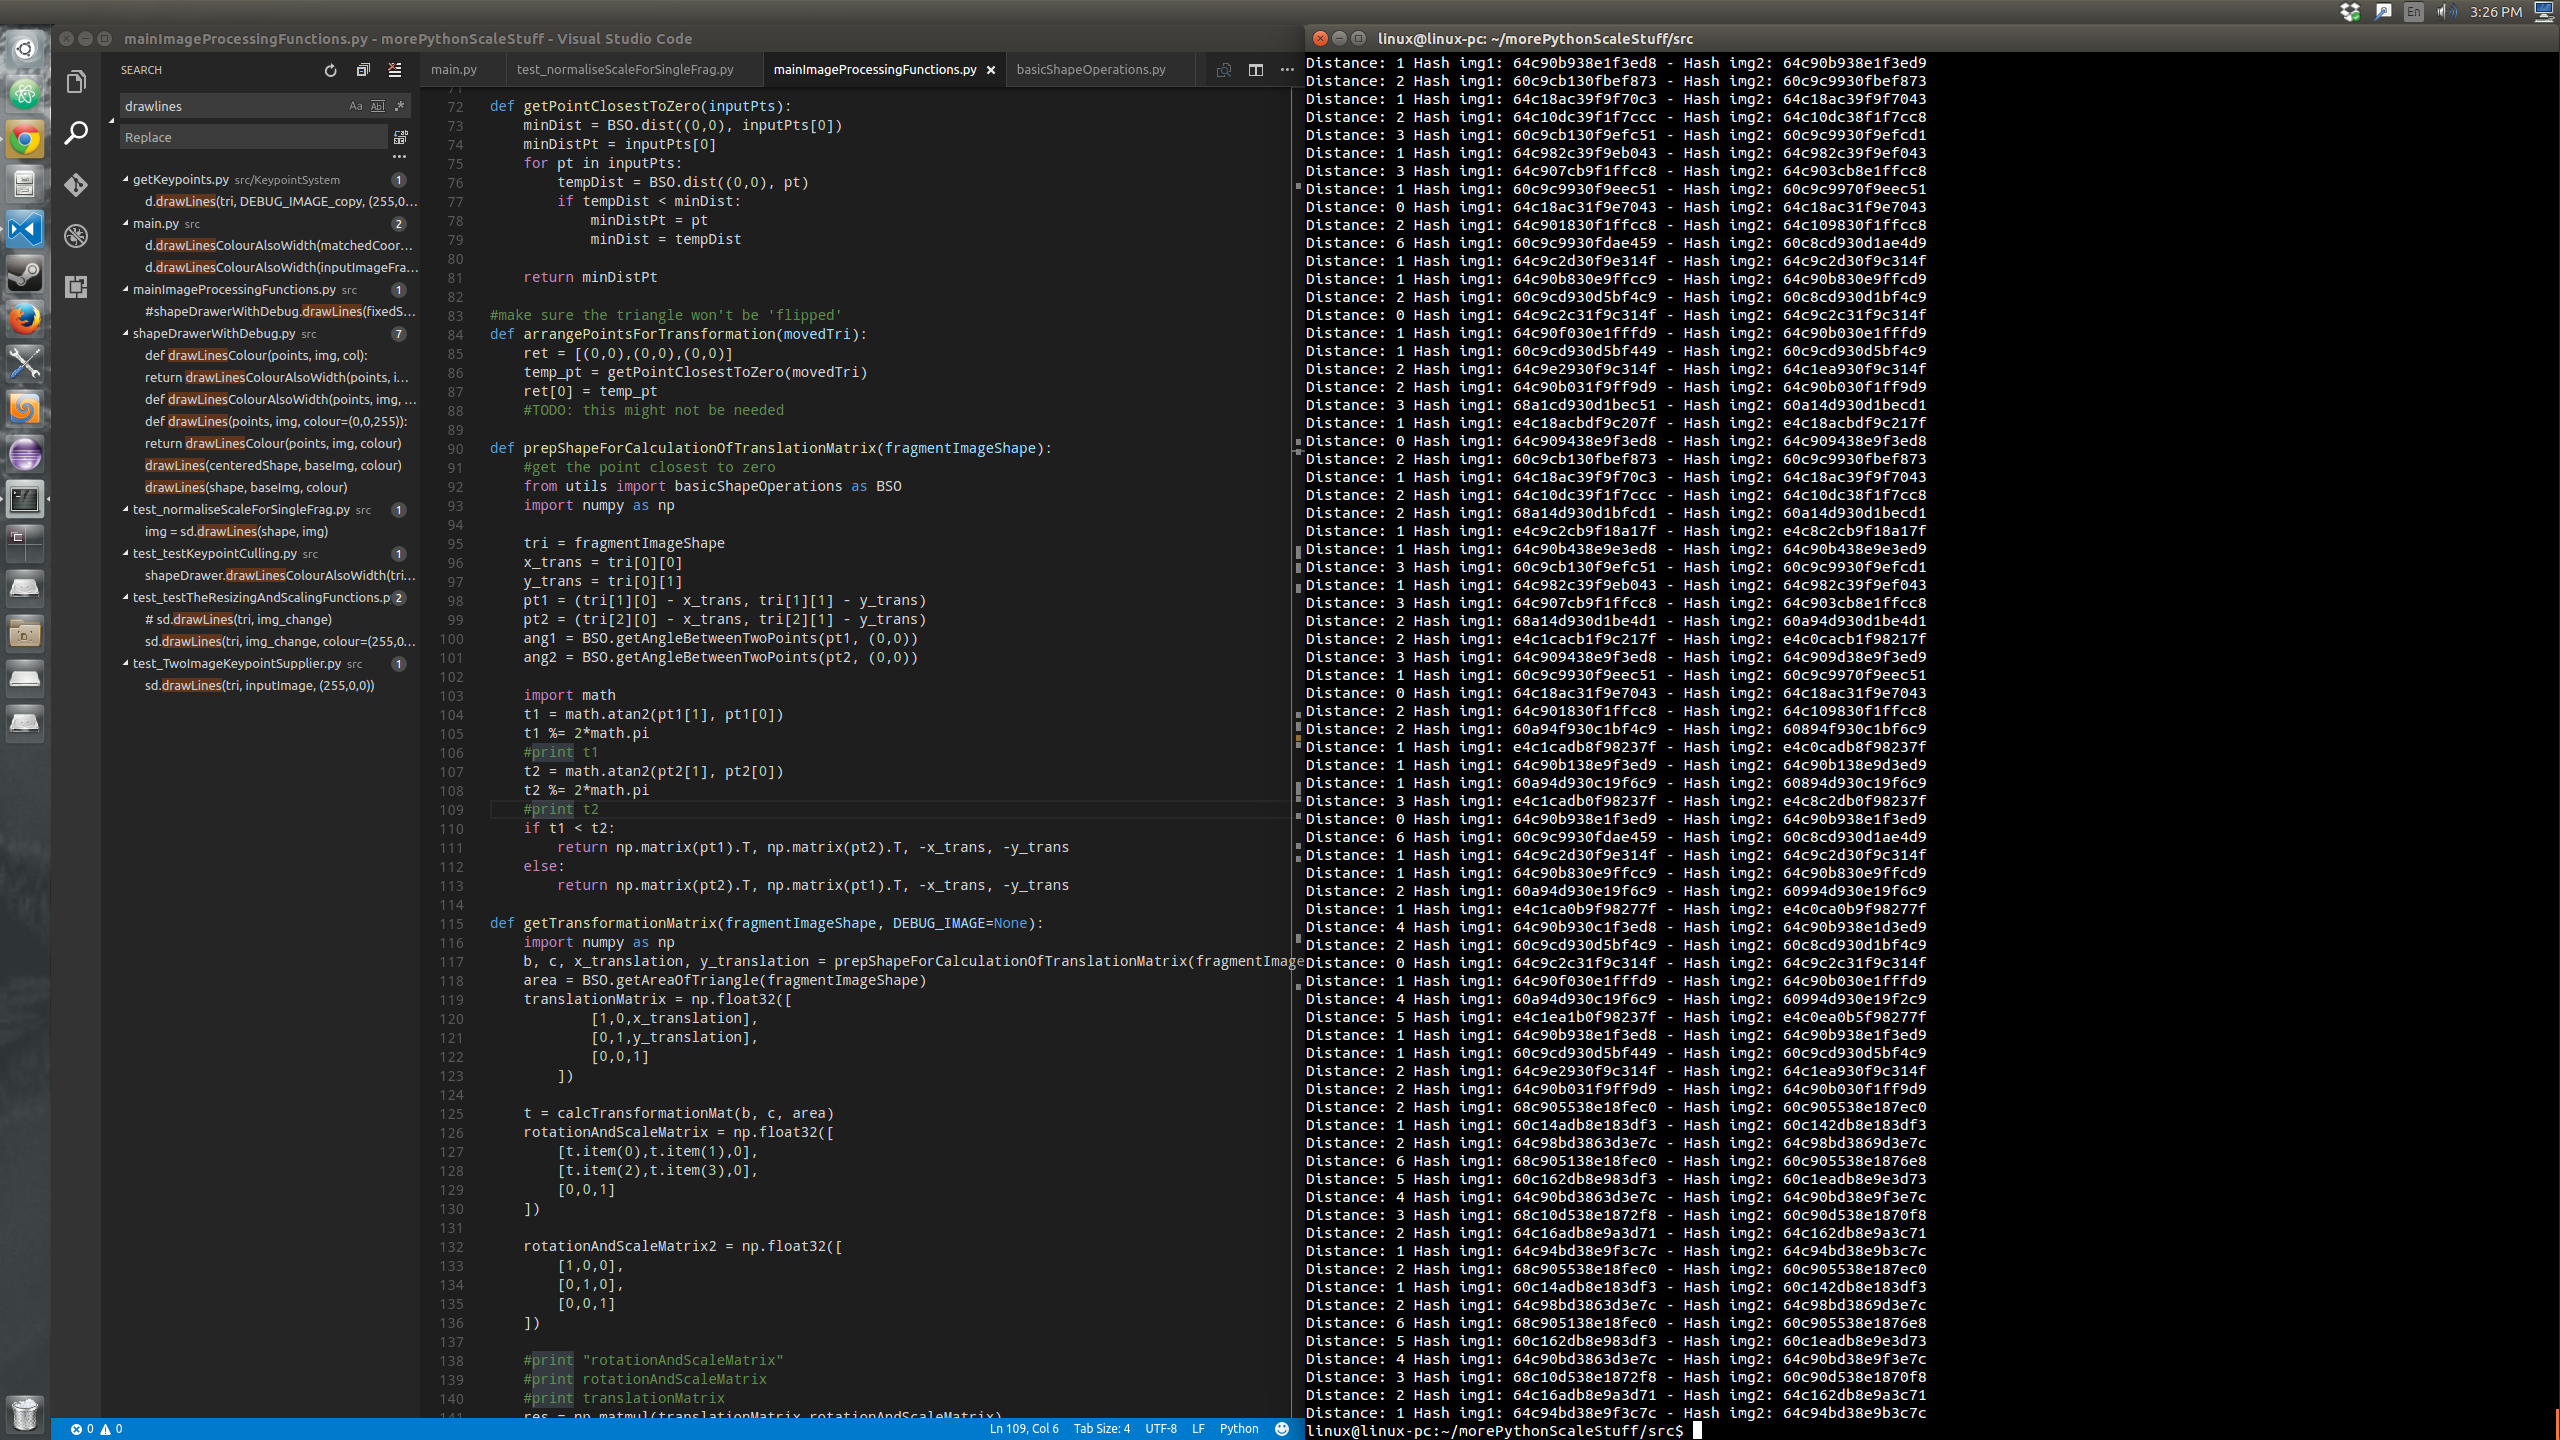 En
3:26 PM
mainImageProcessingFunctions.py - morePythonScaleStuff - Visual Studio Code
SEARCH
drawlines
Aa
Ab|
.*
Replace
getKeypoints.py src/KeypointSystem 1
d.drawLines(tri, DEBUG_IMAGE_copy, (255,0...
main.py src 2
d.drawLinesColourAlsoWidth(matchedCoor...
d.drawLinesColourAlsoWidth(inputImageFra...
mainImageProcessingFunctions.py src 1
#shapeDrawerWithDebug.drawLines(fixedS...
shapeDrawerWithDebug.py src 7
def drawLinesColour(points, img, col):
return drawLinesColourAlsoWidth(points, i...
def drawLinesColourAlsoWidth(points, img, ...
def drawLines(points, img, colour=(0,0,255)):
return drawLinesColour(points, img, colour)
drawLines(centeredShape, baseImg, colour)
drawLines(shape, baseImg, colour)
test_normaliseScaleForSingleFrag.py src 1
img = sd.drawLines(shape, img)
test_testKeypointCulling.py src 1
shapeDrawer.drawLinesColourAlsoWidth(tri...
test_testTheResizingAndScalingFunctions.p 2
# sd.drawLines(tri, img_change)
sd.drawLines(tri, img_change, colour=(255,0...
test_TwoImageKeypointSupplier.py src 1
sd.drawLines(tri, inputImage, (255,0,0))
main.py
test_normaliseScaleForSingleFrag.py
mainImageProcessingFunctions.py
basicShapeOperations.py
71
72 def getPointClosestToZero(inputPts):
73 minDist = BSO.dist((0,0), inputPts[0])
74 minDistPt = inputPts[0]
75 for pt in inputPts:
76 tempDist = BSO.dist((0,0), pt)
77 if tempDist < minDist:
78 minDistPt = pt
79 minDist = tempDist
80
81 return minDistPt
82
83 #make sure the triangle won't be 'flipped'
84 def arrangePointsForTransformation(movedTri):
85 ret = [(0,0),(0,0),(0,0)]
86 temp_pt = getPointClosestToZero(movedTri)
87 ret[0] = temp_pt
88 #TODO: this might not be needed
89
90 def prepShapeForCalculationOfTranslationMatrix(fragmentImageShape):
91 #get the point closest to zero
92 from utils import basicShapeOperations as BSO
93 import numpy as np
94
95 tri = fragmentImageShape
96 x_trans = tri[0][0]
97 y_trans = tri[0][1]
98 pt1 = (tri[1][0] - x_trans, tri[1][1] - y_trans)
99 pt2 = (tri[2][0] - x_trans, tri[2][1] - y_trans)
100 ang1 = BSO.getAngleBetweenTwoPoints(pt1, (0,0))
101 ang2 = BSO.getAngleBetweenTwoPoints(pt2, (0,0))
102
103 import math
104 t1 = math.atan2(pt1[1], pt1[0])
105 t1 %= 2*math.pi
106 #print t1
107 t2 = math.atan2(pt2[1], pt2[0])
108 t2 %= 2*math.pi
109 #print t2
110 if t1 < t2:
111 return np.matrix(pt1).T, np.matrix(pt2).T, -x_trans, -y_trans
112 else:
113 return np.matrix(pt2).T, np.matrix(pt1).T, -x_trans, -y_trans
114
115 def getTransformationMatrix(fragmentImageShape, DEBUG_IMAGE=None):
116 import numpy as np
117 b, c, x_translation, y_translation = prepShapeForCalculationOfTranslationMatrix(fragmentImage
118 area = BSO.getAreaOfTriangle(fragmentImageShape)
119 translationMatrix = np.float32([
120 [1,0,x_translation],
121 [0,1,y_translation],
122 [0,0,1]
123 ])
124
125 t = calcTransformationMat(b, c, area)
126 rotationAndScaleMatrix = np.float32([
127 [t.item(0),t.item(1),0],
128 [t.item(2),t.item(3),0],
129 [0,0,1]
130 ])
131
132 rotationAndScaleMatrix2 = np.float32([
133 [1,0,0],
134 [0,1,0],
135 [0,0,1]
136 ])
137
138 #print "rotationAndScaleMatrix"
139 #print rotationAndScaleMatrix
140 #print translationMatrix
141 res = np.matmul(translationMatrix,rotationAndScaleMatrix)
0 0
Ln 109, Col 6 Tab Size: 4 UTF-8 LF Python
linux@linux-pc: ~/morePythonScaleStuff/src
Distance: 1 Hash img1: 64c90b938e1f3ed8 - Hash img2: 64c90b938e1f3ed9
Distance: 2 Hash img1: 60c9cb130fbef873 - Hash img2: 60c9c9930fbef873
Distance: 1 Hash img1: 64c18ac39f9f70c3 - Hash img2: 64c18ac39f9f7043
Distance: 2 Hash img1: 64c10dc39f1f7ccc - Hash img2: 64c10dc38f1f7cc8
Distance: 3 Hash img1: 60c9cb130f9efc51 - Hash img2: 60c9c9930f9efcd1
Distance: 1 Hash img1: 64c982c39f9eb043 - Hash img2: 64c982c39f9ef043
Distance: 3 Hash img1: 64c907cb9f1ffcc8 - Hash img2: 64c903cb8e1ffcc8
Distance: 1 Hash img1: 60c9c9930f9eec51 - Hash img2: 60c9c9970f9eec51
Distance: 0 Hash img1: 64c18ac31f9e7043 - Hash img2: 64c18ac31f9e7043
Distance: 2 Hash img1: 64c901830f1ffcc8 - Hash img2: 64c109830f1ffcc8
Distance: 6 Hash img1: 60c9c9930fdae459 - Hash img2: 60c8cd930d1ae4d9
Distance: 1 Hash img1: 64c9c2d30f9e314f - Hash img2: 64c9c2d30f9c314f
Distance: 1 Hash img1: 64c90b830e9ffcc9 - Hash img2: 64c90b830e9ffcd9
Distance: 2 Hash img1: 60c9cd930d5bf4c9 - Hash img2: 60c8cd930d1bf4c9
Distance: 0 Hash img1: 64c9c2c31f9c314f - Hash img2: 64c9c2c31f9c314f
Distance: 1 Hash img1: 64c90f030e1fffd9 - Hash img2: 64c90b030e1fffd9
Distance: 1 Hash img1: 60c9cd930d5bf449 - Hash img2: 60c9cd930d5bf4c9
Distance: 2 Hash img1: 64c9e2930f9c314f - Hash img2: 64c1ea930f9c314f
Distance: 2 Hash img1: 64c90b031f9ff9d9 - Hash img2: 64c90b030f1ff9d9
Distance: 3 Hash img1: 68a1cd930d1bec51 - Hash img2: 60a14d930d1becd1
Distance: 1 Hash img1: e4c18acbdf9c207f - Hash img2: e4c18acbdf9c217f
Distance: 0 Hash img1: 64c909438e9f3ed8 - Hash img2: 64c909438e9f3ed8
Distance: 2 Hash img1: 60c9cb130fbef873 - Hash img2: 60c9c9930fbef873
Distance: 1 Hash img1: 64c18ac39f9f70c3 - Hash img2: 64c18ac39f9f7043
Distance: 2 Hash img1: 64c10dc39f1f7ccc - Hash img2: 64c10dc38f1f7cc8
Distance: 2 Hash img1: 68a14d930d1bfcd1 - Hash img2: 60a14d930d1becd1
Distance: 1 Hash img1: e4c9c2cb9f18a17f - Hash img2: e4c8c2cb9f18a17f
Distance: 1 Hash img1: 64c90b438e9e3ed8 - Hash img2: 64c90b438e9e3ed9
Distance: 3 Hash img1: 60c9cb130f9efc51 - Hash img2: 60c9c9930f9efcd1
Distance: 1 Hash img1: 64c982c39f9eb043 - Hash img2: 64c982c39f9ef043
Distance: 3 Hash img1: 64c907cb9f1ffcc8 - Hash img2: 64c903cb8e1ffcc8
Distance: 2 Hash img1: 68a14d930d1be4d1 - Hash img2: 60a94d930d1be4d1
Distance: 2 Hash img1: e4c1cacb1f9c217f - Hash img2: e4c0cacb1f98217f
Distance: 3 Hash img1: 64c909438e9f3ed8 - Hash img2: 64c909d38e9f3ed9
Distance: 1 Hash img1: 60c9c9930f9eec51 - Hash img2: 60c9c9970f9eec51
Distance: 0 Hash img1: 64c18ac31f9e7043 - Hash img2: 64c18ac31f9e7043
Distance: 2 Hash img1: 64c901830f1ffcc8 - Hash img2: 64c109830f1ffcc8
Distance: 2 Hash img1: 60a94f930c1bf4c9 - Hash img2: 60894f930c1bf6c9
Distance: 1 Hash img1: e4c1cadb8f98237f - Hash img2: e4c0cadb8f98237f
Distance: 1 Hash img1: 64c90b138e9f3ed9 - Hash img2: 64c90b138e9d3ed9
Distance: 1 Hash img1: 60a94d930c19f6c9 - Hash img2: 60894d930c19f6c9
Distance: 3 Hash img1: e4c1cadb0f98237f - Hash img2: e4c8c2db0f98237f
Distance: 0 Hash img1: 64c90b938e1f3ed9 - Hash img2: 64c90b938e1f3ed9
Distance: 6 Hash img1: 60c9c9930fdae459 - Hash img2: 60c8cd930d1ae4d9
Distance: 1 Hash img1: 64c9c2d30f9e314f - Hash img2: 64c9c2d30f9c314f
Distance: 1 Hash img1: 64c90b830e9ffcc9 - Hash img2: 64c90b830e9ffcd9
Distance: 2 Hash img1: 60a94d930e19f6c9 - Hash img2: 60994d930e19f6c9
Distance: 1 Hash img1: e4c1ca0b9f98277f - Hash img2: e4c0ca0b9f98277f
Distance: 4 Hash img1: 64c90b930c1f3ed8 - Hash img2: 64c90b938e1d3ed9
Distance: 2 Hash img1: 60c9cd930d5bf4c9 - Hash img2: 60c8cd930d1bf4c9
Distance: 0 Hash img1: 64c9c2c31f9c314f - Hash img2: 64c9c2c31f9c314f
Distance: 1 Hash img1: 64c90f030e1fffd9 - Hash img2: 64c90b030e1fffd9
Distance: 4 Hash img1: 60a94d930c19f6c9 - Hash img2: 60994d930e19f2c9
Distance: 5 Hash img1: e4c1ea1b0f98237f - Hash img2: e4c0ea0b5f98277f
Distance: 1 Hash img1: 64c90b938e1f3ed8 - Hash img2: 64c90b938e1f3ed9
Distance: 1 Hash img1: 60c9cd930d5bf449 - Hash img2: 60c9cd930d5bf4c9
Distance: 2 Hash img1: 64c9e2930f9c314f - Hash img2: 64c1ea930f9c314f
Distance: 2 Hash img1: 64c90b031f9ff9d9 - Hash img2: 64c90b030f1ff9d9
Distance: 2 Hash img1: 68c905538e18fec0 - Hash img2: 60c905538e187ec0
Distance: 1 Hash img1: 60c14adb8e183df3 - Hash img2: 60c142db8e183df3
Distance: 2 Hash img1: 64c98bd3863d3e7c - Hash img2: 64c98bd3869d3e7c
Distance: 6 Hash img1: 68c905138e18fec0 - Hash img2: 60c905538e1876e8
Distance: 5 Hash img1: 60c162db8e983df3 - Hash img2: 60c1eadb8e9e3d73
Distance: 4 Hash img1: 64c90bd3863d3e7c - Hash img2: 64c90bd38e9f3e7c
Distance: 3 Hash img1: 68c10d538e1872f8 - Hash img2: 60c90d538e1870f8
Distance: 2 Hash img1: 64c16adb8e9a3d71 - Hash img2: 64c162db8e9a3c71
Distance: 1 Hash img1: 64c94bd38e9f3c7c - Hash img2: 64c94bd38e9b3c7c
Distance: 2 Hash img1: 68c905538e18fec0 - Hash img2: 60c905538e187ec0
Distance: 1 Hash img1: 60c14adb8e183df3 - Hash img2: 60c142db8e183df3
Distance: 2 Hash img1: 64c98bd3863d3e7c - Hash img2: 64c98bd3869d3e7c
Distance: 6 Hash img1: 68c905138e18fec0 - Hash img2: 60c905538e1876e8
Distance: 5 Hash img1: 60c162db8e983df3 - Hash img2: 60c1eadb8e9e3d73
Distance: 4 Hash img1: 64c90bd3863d3e7c - Hash img2: 64c90bd38e9f3e7c
Distance: 3 Hash img1: 68c10d538e1872f8 - Hash img2: 60c90d538e1870f8
Distance: 2 Hash img1: 64c16adb8e9a3d71 - Hash img2: 64c162db8e9a3c71
Distance: 1 Hash img1: 64c94bd38e9f3c7c - Hash img2: 64c94bd38e9b3c7c
linux@linux-pc:~/morePythonScaleStuff/src$